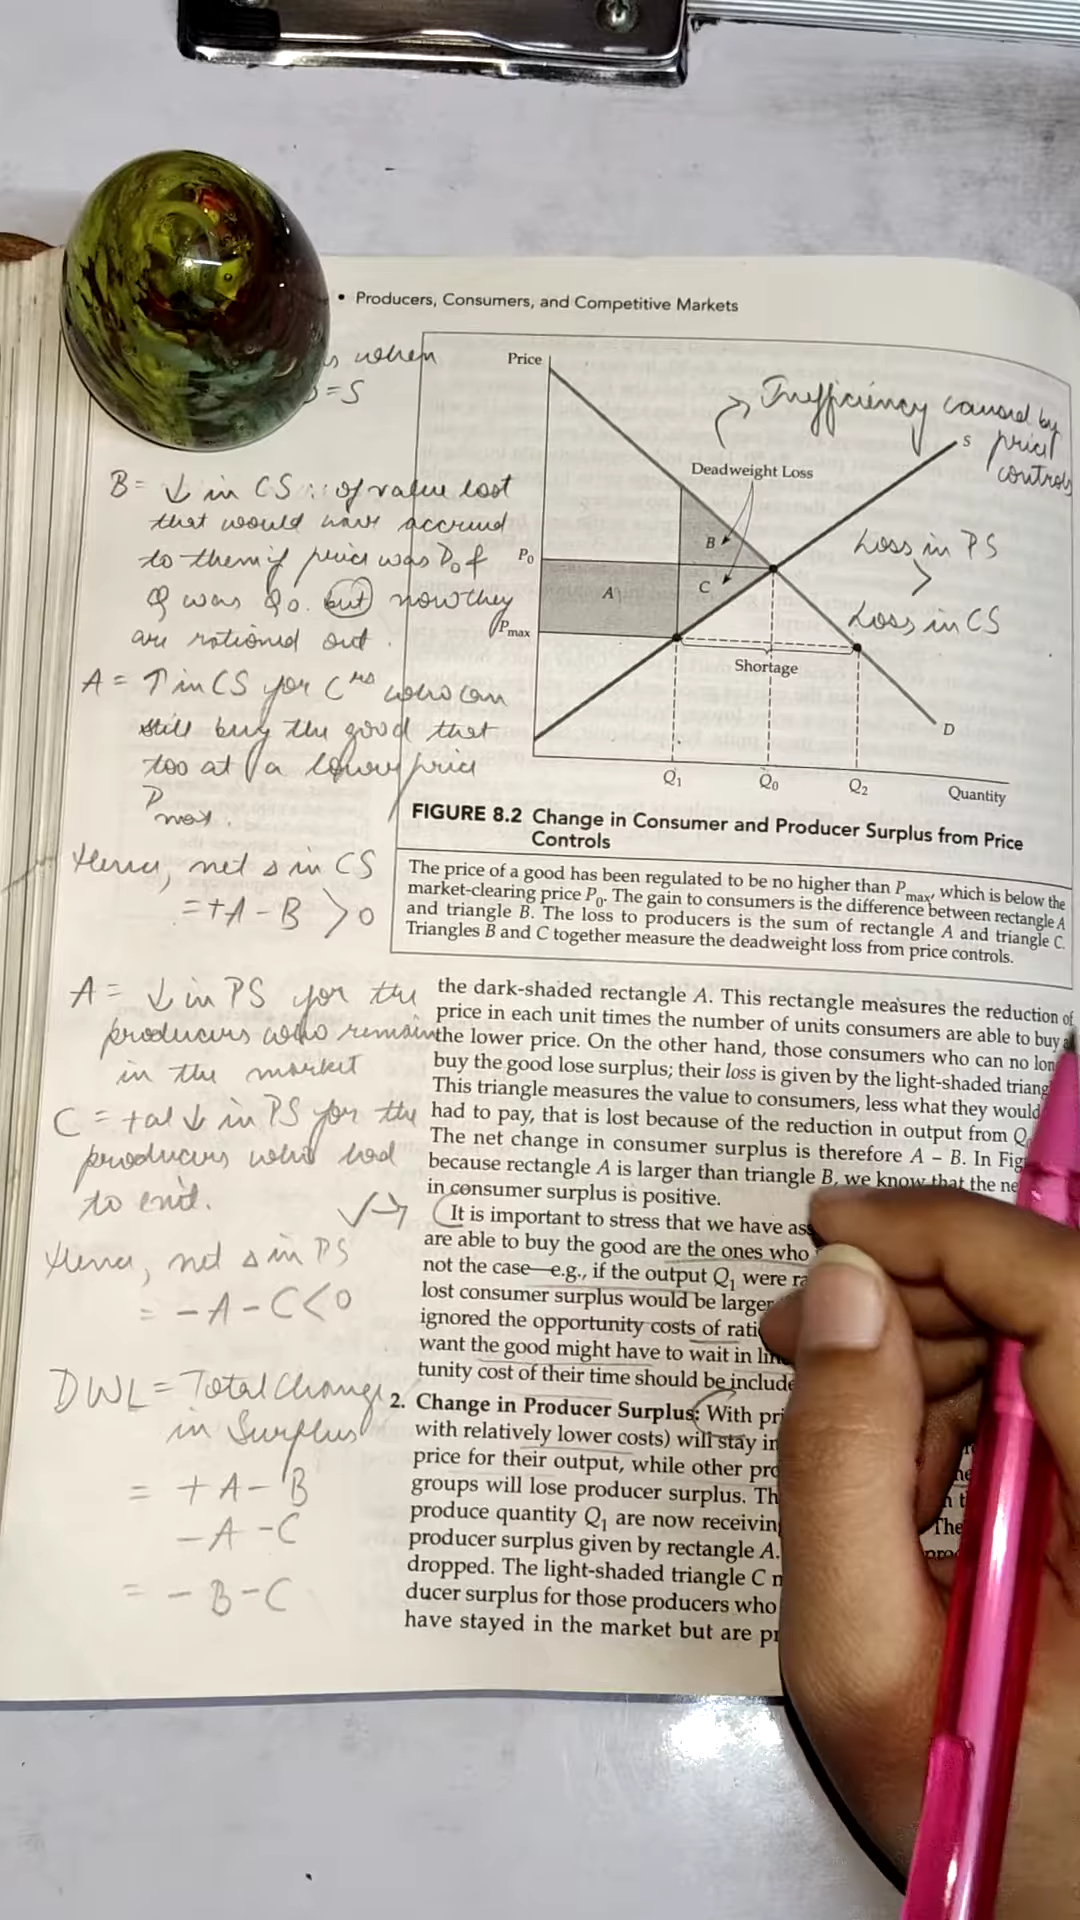 • Producers, Consumers, and Competitive Markets
when
=S
B = ↓ in CS ∵ of value lost
that would have accrued
to them if price was P₀ &
Q was Q₀. but now they
are rationed out.
A = ↑ in CS for Cʳˢ who can
still buy the good that
too at a lower price
Pmax.
Hence, net Δ in CS
= +A - B > 0
A = ↓ in PS for the
producers who remain
in the market
C = ↓ in PS for the
producers who had
to end.
Hence, net Δ in PS
= -A - C < 0
DWL = Total Change
in Surplus
= +A - B
-A - C
= -B - C
Price
Inefficiency caused by
price
controls
S
Deadweight Loss
B
P₀
Loss in PS
>
C
A
Loss in CS
Pmax
Shortage
D
Q₁ Q₀ Q₂ Quantity
FIGURE 8.2 Change in Consumer and Producer Surplus from Price
Controls
The price of a good has been regulated to be no higher than Pmax, which is below the
market-clearing price P₀. The gain to consumers is the difference between rectangle A
and triangle B. The loss to producers is the sum of rectangle A and triangle C.
Triangles B and C together measure the deadweight loss from price controls.
the dark-shaded rectangle A. This rectangle measures the reduction of
price in each unit times the number of units consumers are able to buy
the lower price. On the other hand, those consumers who can no
buy the good lose surplus; their loss is given by the light-shaded
This triangle measures the value to consumers, less what they would
had to pay, that is lost because of the reduction in output from
The net change in consumer surplus is therefore A − B. In
because rectangle A is larger than triangle B, we know that the
in consumer surplus is positive.
It is important to stress that we have
are able to buy the good are the ones who
not the case—e.g., if the output Q₁ were
lost consumer surplus would be larger
ignored the opportunity costs of
want the good might have to wait in
tunity cost of their time should be
2. Change in Producer Surplus: With
with relatively lower costs) will stay in
price for their output, while other
groups will lose producer surplus.
produce quantity Q₁ are now
producer surplus given by rectangle A.
dropped. The light-shaded triangle C
ducer surplus for those producers who
have stayed in the market but are